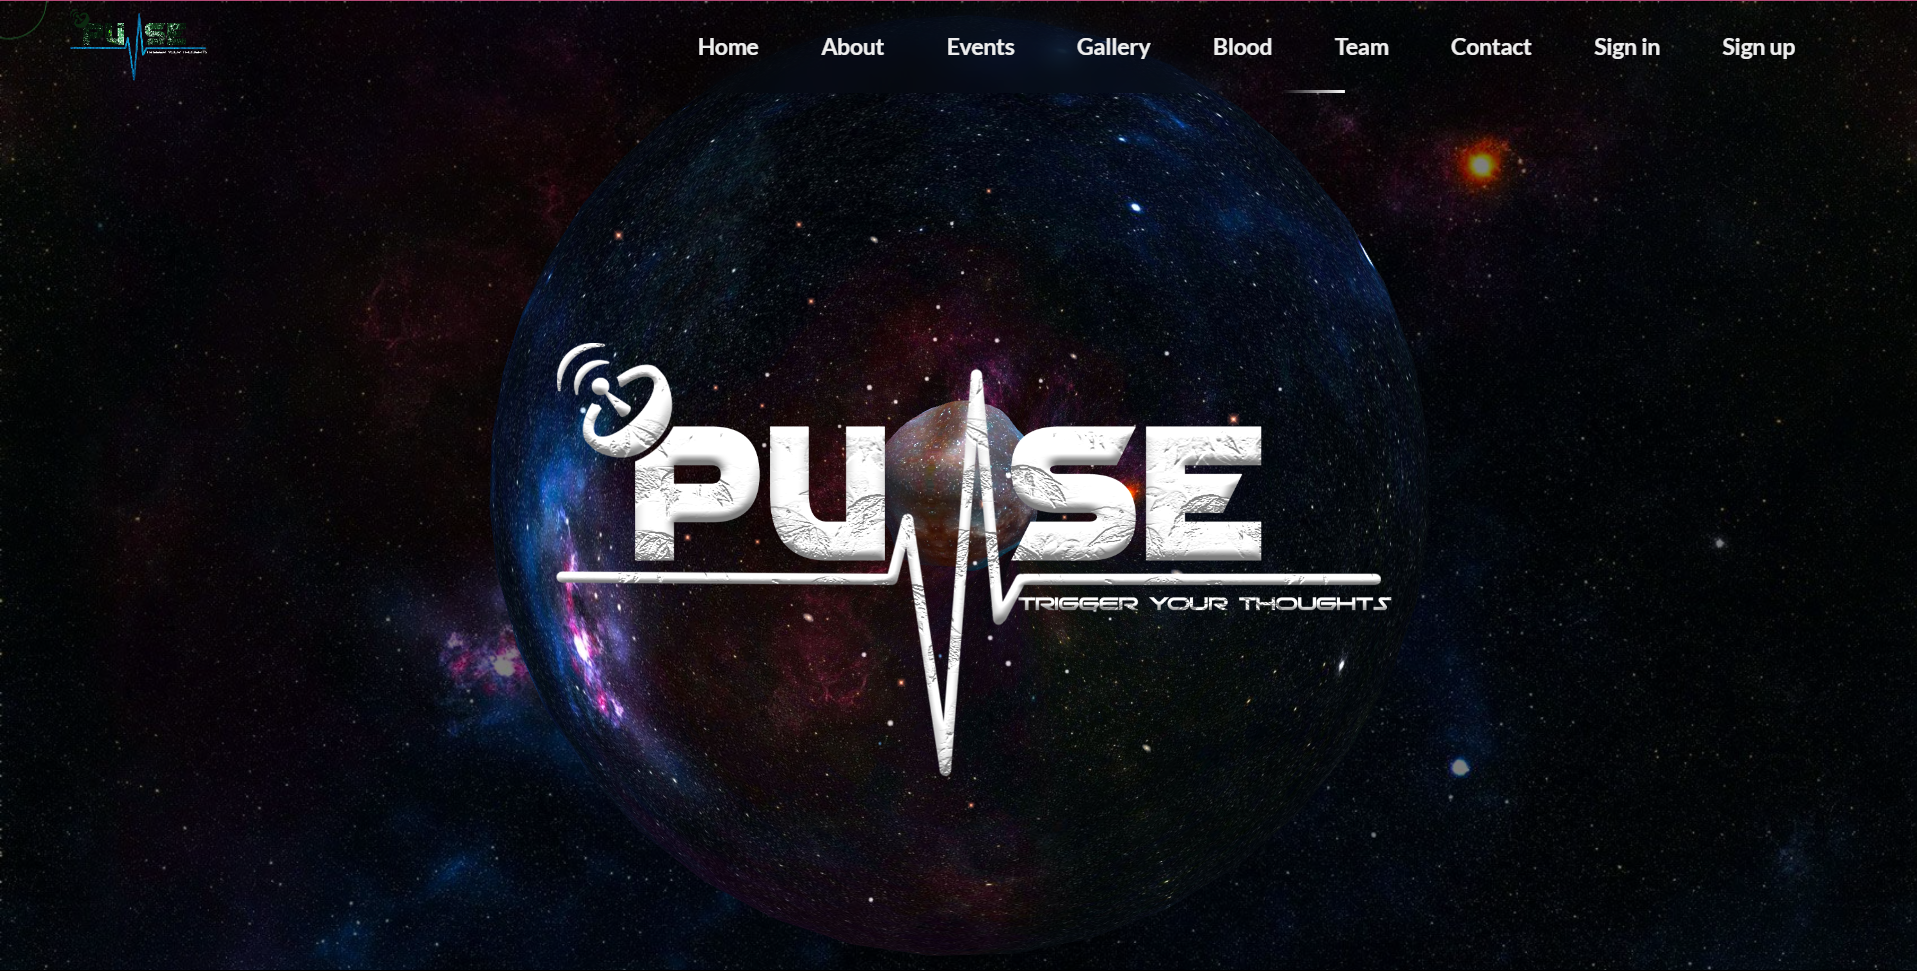 PULSE
Home About Events Gallery Blood Team Contact Sign in Sign up
PULSE
TRIGGER YOUR THOUGHTS